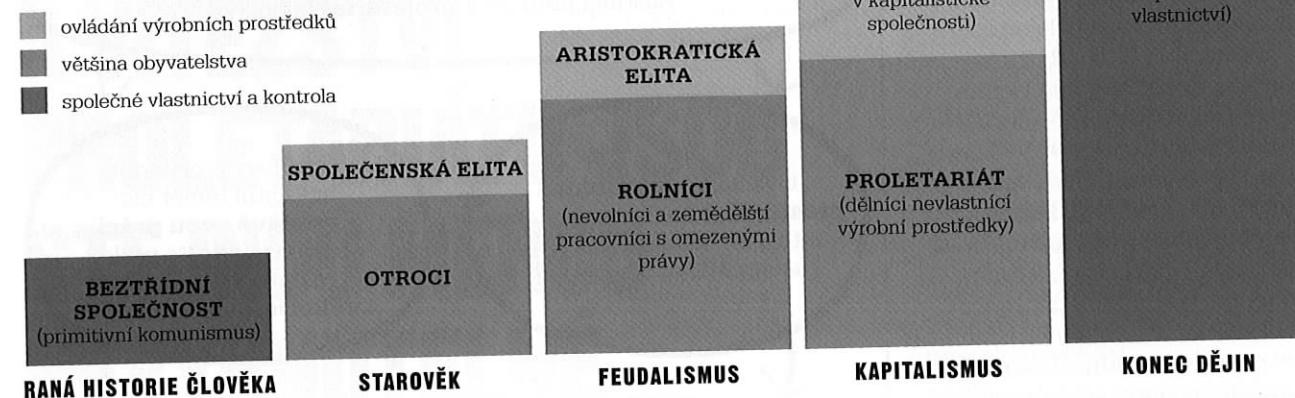 ovládání výrobních prostředků
většina obyvatelstva
společné vlastnictví a kontrola
BEZTŘÍDNÍ
SPOLEČNOST
(primitivní komunismus)
RANÁ HISTORIE ČLOVĚKA
SPOLEČENSKÁ ELITA
OTROCI
STAROVĚK
ARISTOKRATICKÁ
ELITA
ROLNÍCI
(nevolníci a zemědělští
pracovníci s omezenými
právy)
FEUDALISMUS
v kapitalistické
společnosti)
PROLETARIÁT
(dělníci nevlastnící
výrobní prostředky)
KAPITALISMUS
vlastnictví)
KONEC DĚJIN